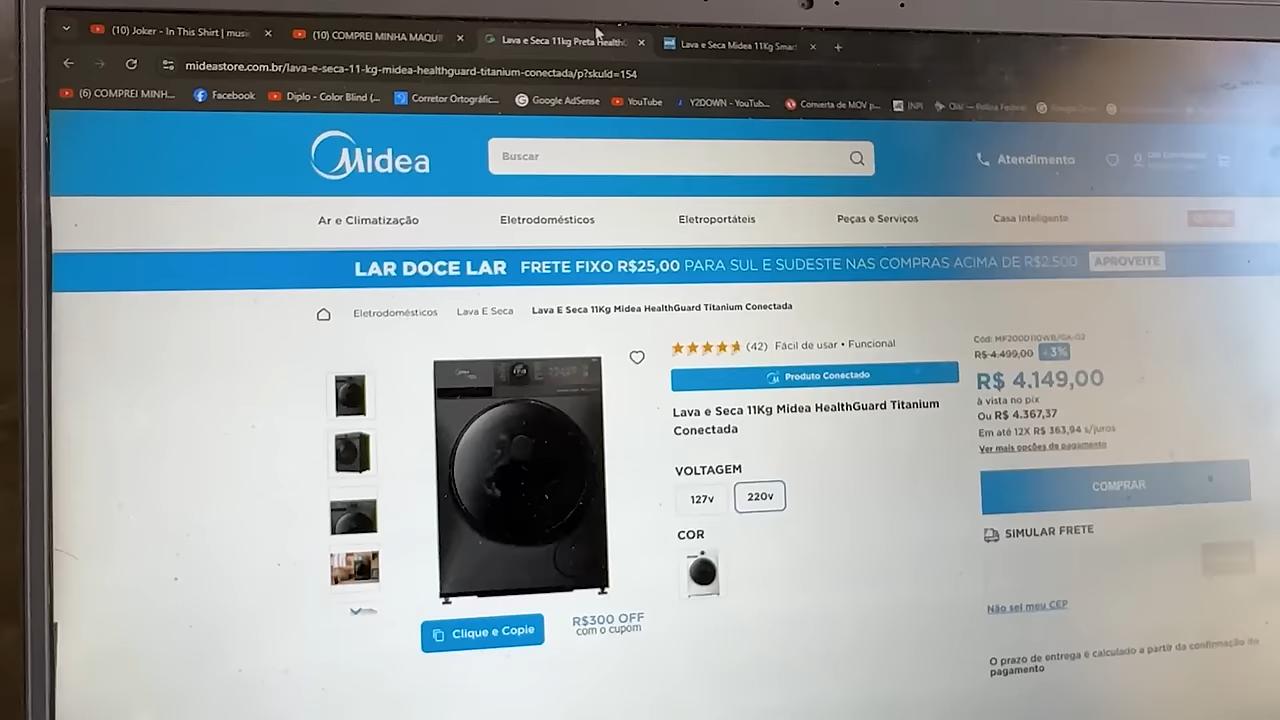 (10) Joker - In This Shirt | musi
(10) COMPREI MINHA MAQUI
Lava e Seca 11kg Preta HealthG
Lava e Seca Midea 11Kg Smart
mideastore.com.br/lava-e-seca-11-kg-midea-healthguard-titanium-conectada/p?skuId=154
(6) COMPREI MINH...
Facebook
Diplo - Color Blind (...
Corretor Ortográfic...
Google AdSense
YouTube
Y2DOWN - YouTub...
Converta de MOV p...
INPI
Midea
Buscar
Atendimento
Ar e Climatização
Eletrodomésticos
Eletroportáteis
Peças e Serviços
Casa Inteligente
LAR DOCE LAR FRETE FIXO R$25,00 PARA SUL E SUDESTE NAS COMPRAS ACIMA DE R$2.500 APROVEITE
Eletrodomésticos
Lava E Seca
Lava E Seca 11Kg Midea HealthGuard Titanium Conectada
(42) Fácil de usar • Funcional
Produto Conectado
Lava e Seca 11Kg Midea HealthGuard Titanium
Conectada
VOLTAGEM
127v
220v
COR
Clique e Copie
R$300 OFF
com o cupom
R$ 4.499,00 -3%
R$ 4.149,00
à vista no pix
Ou R$ 4.367,37
Em até 12X R$ 363,94 s/juros
Ver mais opções de pagamento
COMPRAR
SIMULAR FRETE
Não sei meu CEP
O prazo de entrega é calculado a partir da confirmação do
pagamento